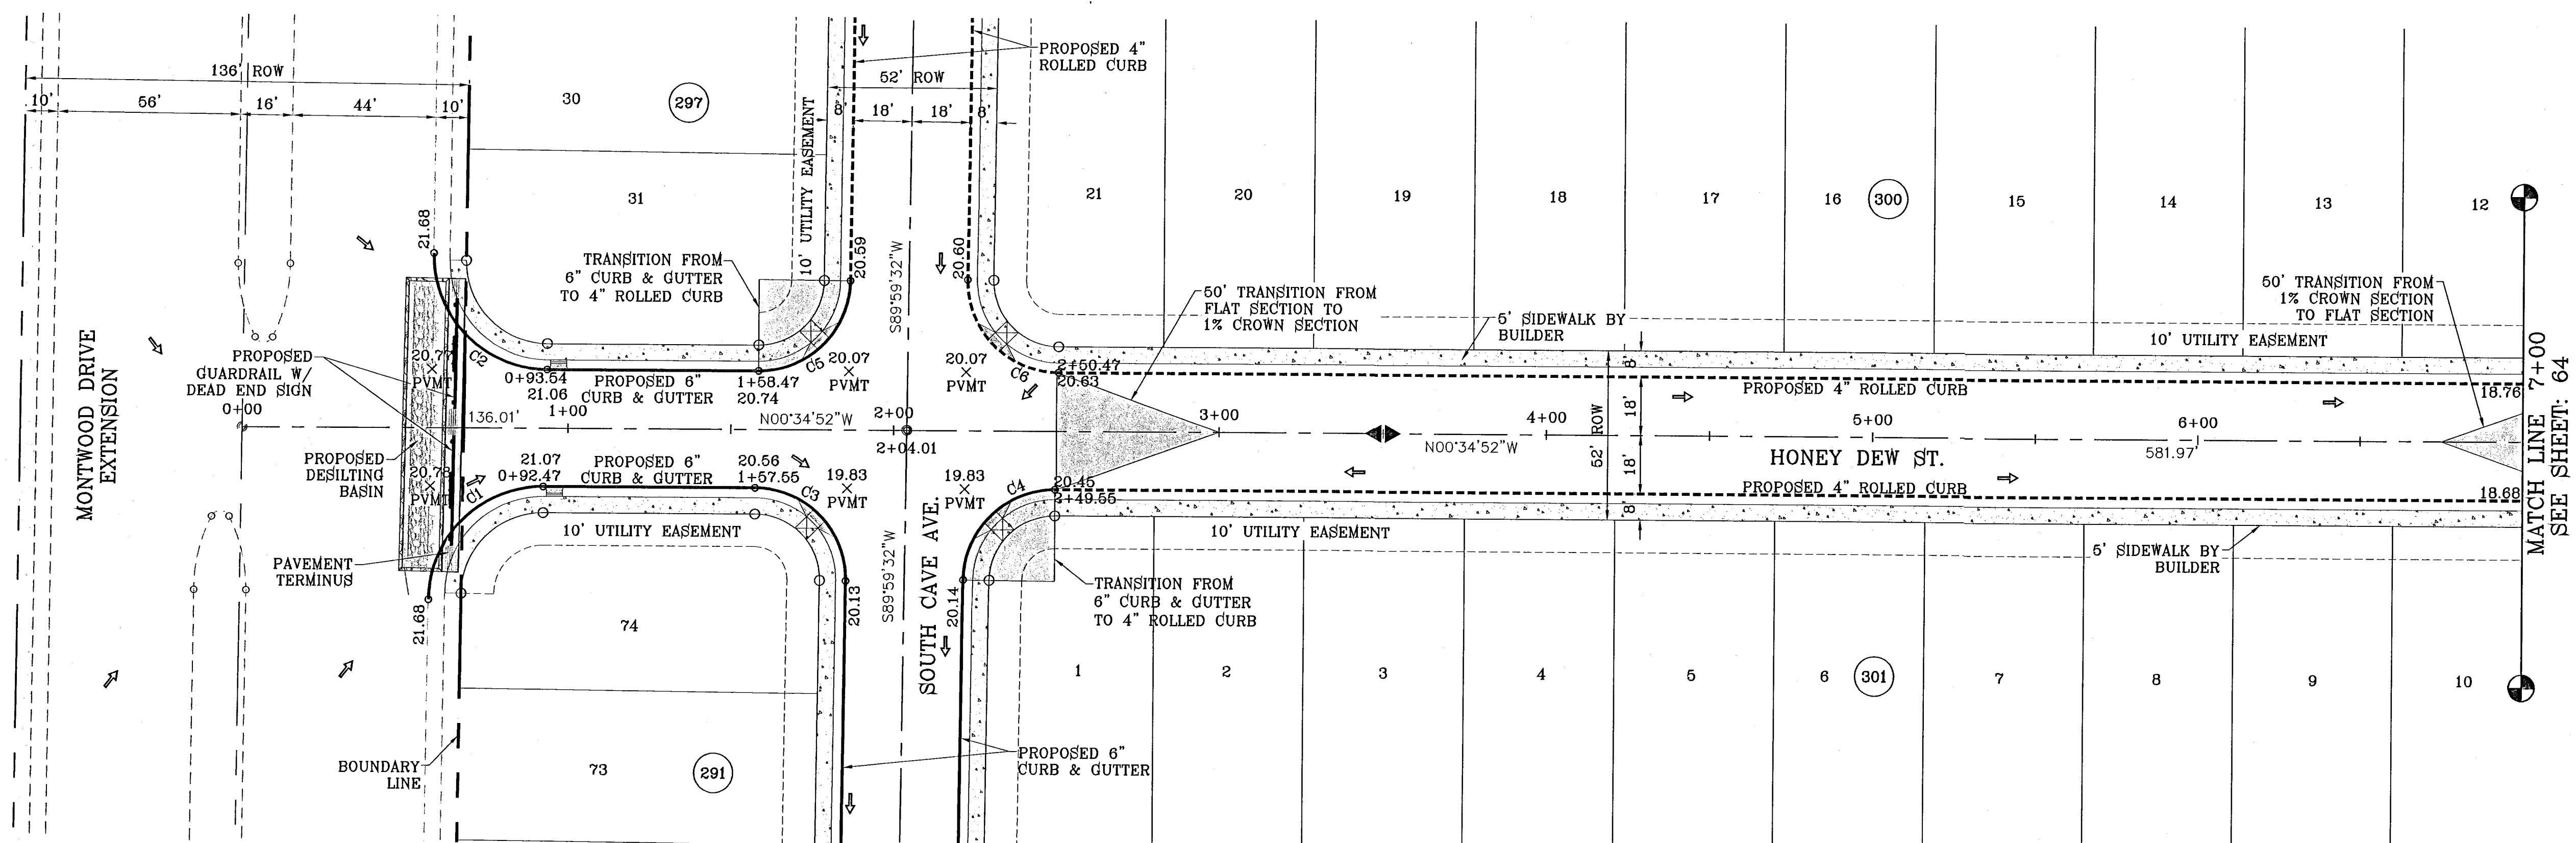 136' ROW
10'
56'
16'
44'
10'
30
297
31
21.68
TRANSITION FROM
6" CURB & GUTTER
TO 4" ROLLED CURB
10' UTILITY EASEMENT
52' ROW
8'
18'
18'
8'
PROPOSED 4"
ROLLED CURB
20.59
S89°59'32"W
20.60
21
20
19
18
17
16
300
15
14
13
12
50' TRANSITION FROM
FLAT SECTION TO
1% CROWN SECTION
5' SIDEWALK BY
BUILDER
50' TRANSITION FROM
1% CROWN SECTION
TO FLAT SECTION
10' UTILITY EASEMENT
MONTWOOD DRIVE
EXTENSION
PROPOSED
GUARDRAIL W/
DEAD END SIGN
0+00
20.77
PVMT
C2
0+93.54
21.06
PROPOSED 6"
CURB & GUTTER
1+58.47
20.74
C5
20.07
PVMT
20.07
PVMT
C6
2+50.47
20.63
8'
PROPOSED 4" ROLLED CURB
18.76
136.01'
1+00
N00°34'52"W
2+00
2+04.01
3+00
4+00
N00°34'52"W
52' ROW
18'
18'
8'
5+00
6+00
581.97'
HONEY DEW ST.
MATCH LINE 7+00
SEE SHEET: 64
PROPOSED
DESILTING
BASIN
20.78
PVMT
C1
21.07
0+92.47
PROPOSED 6"
CURB & GUTTER
20.56
1+57.55
C3
19.83
PVMT
19.83
PVMT
C4
20.45
2+49.55
PROPOSED 4" ROLLED CURB
18.68
10' UTILITY EASEMENT
10' UTILITY EASEMENT
5' SIDEWALK BY
BUILDER
PAVEMENT
TERMINUS
21.68
74
20.13
S89°59'32"W
SOUTH CAVE AVE.
20.14
TRANSITION FROM
6" CURB & GUTTER
TO 4" ROLLED CURB
1
2
3
4
5
6
301
7
8
9
10
BOUNDARY
LINE
73
291
PROPOSED 6"
CURB & GUTTER